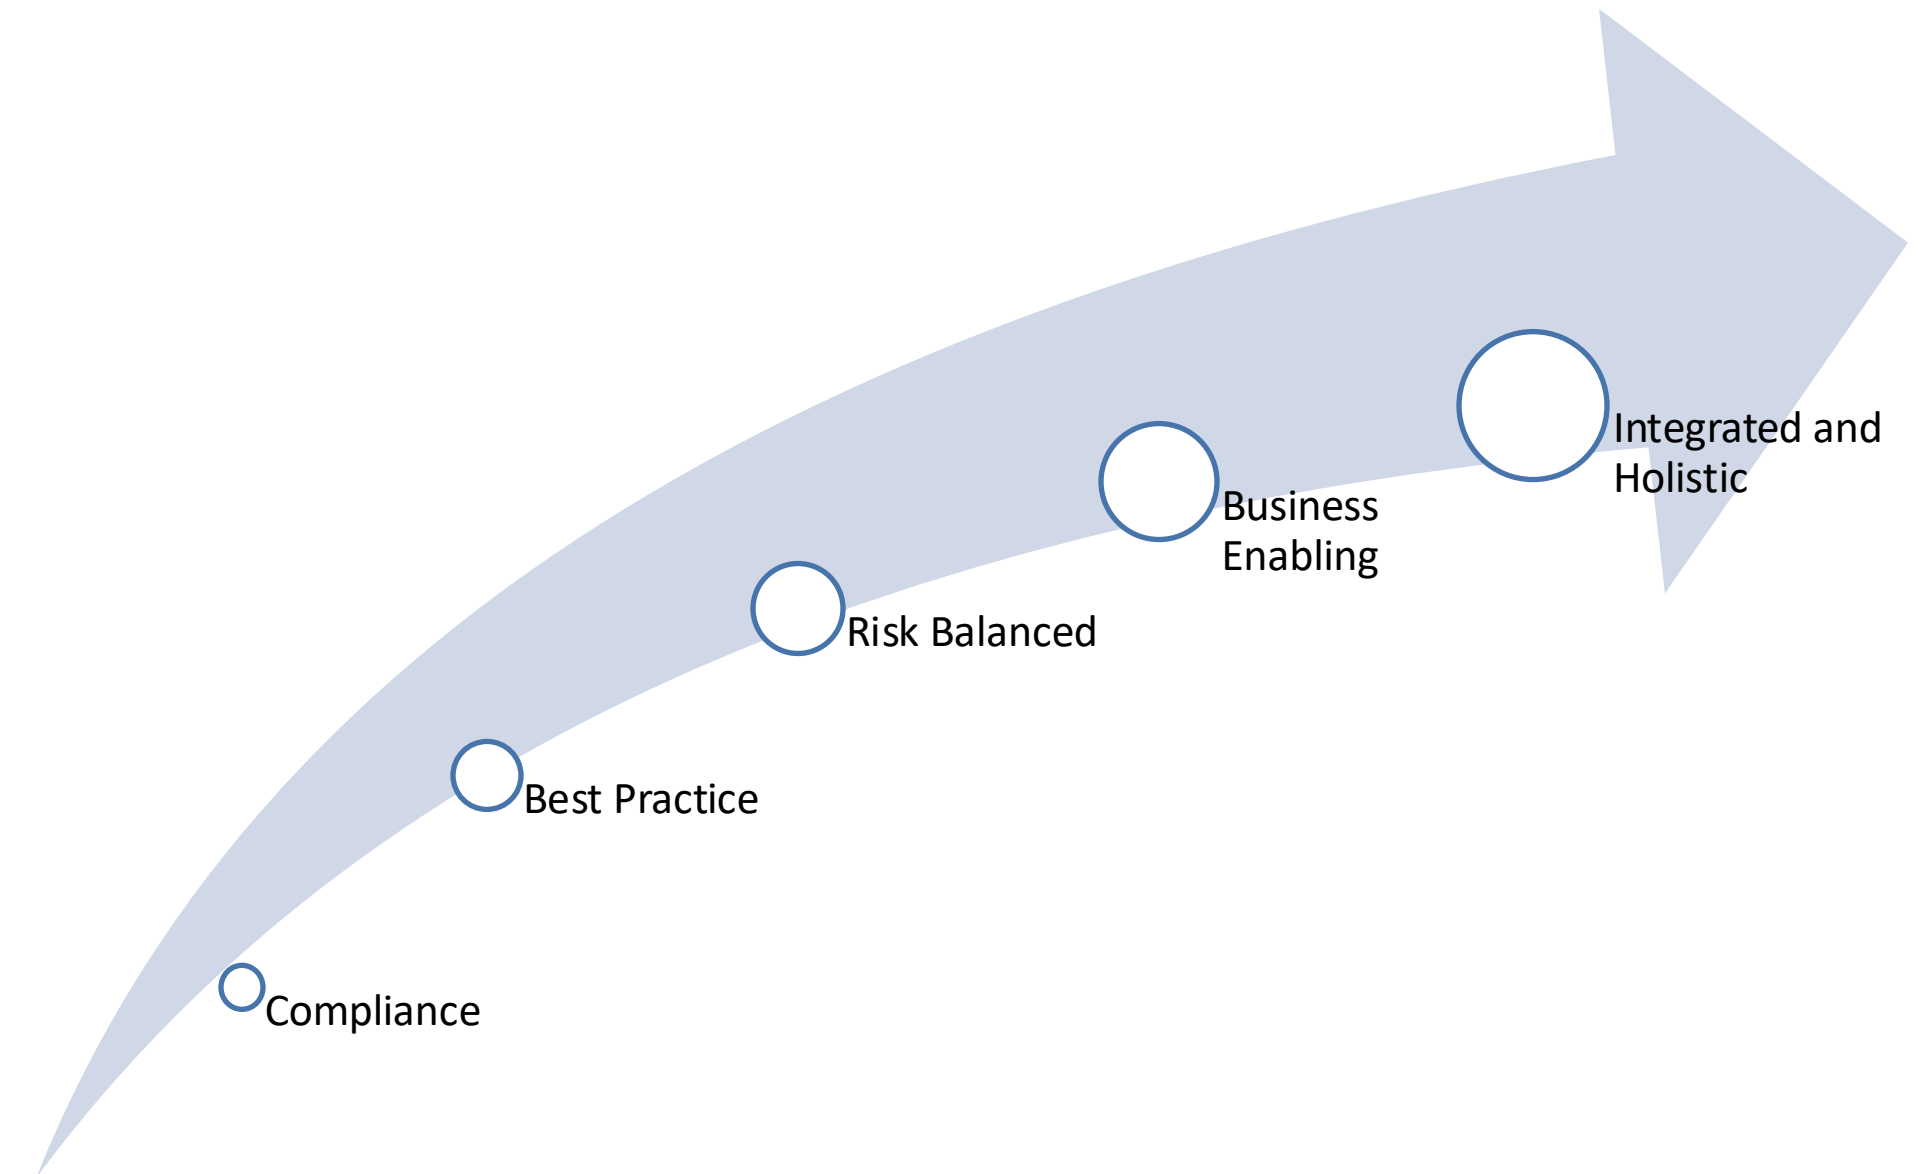 Integrated and
Holistic
Business
Enabling
Risk Balanced
Best Practice
Compliance